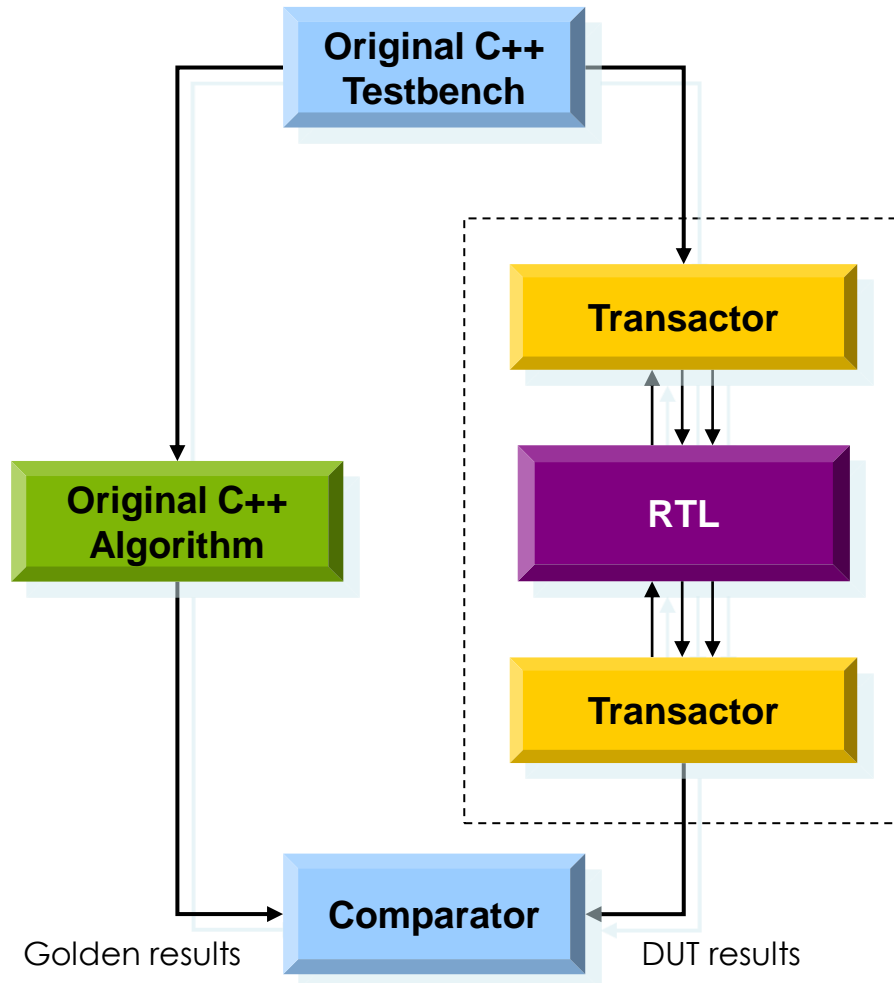 Original C++
Testbench
Transactor
Original C++
Algorithm
RTL
Transactor
Comparator
Golden results
DUT results